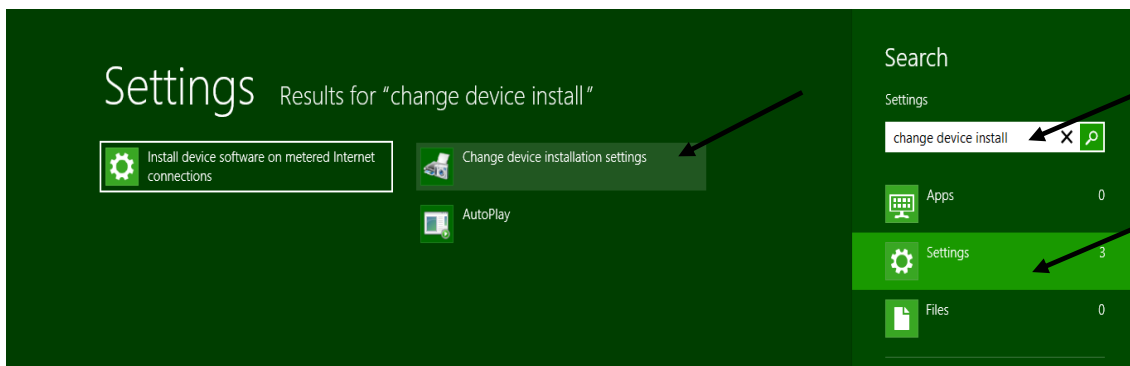 Settings Results for “change device install”
Install device software on metered Internet
connections
Change device installation settings
AutoPlay
Search
Settings
change device install
Apps 0
Settings 3
Files 0